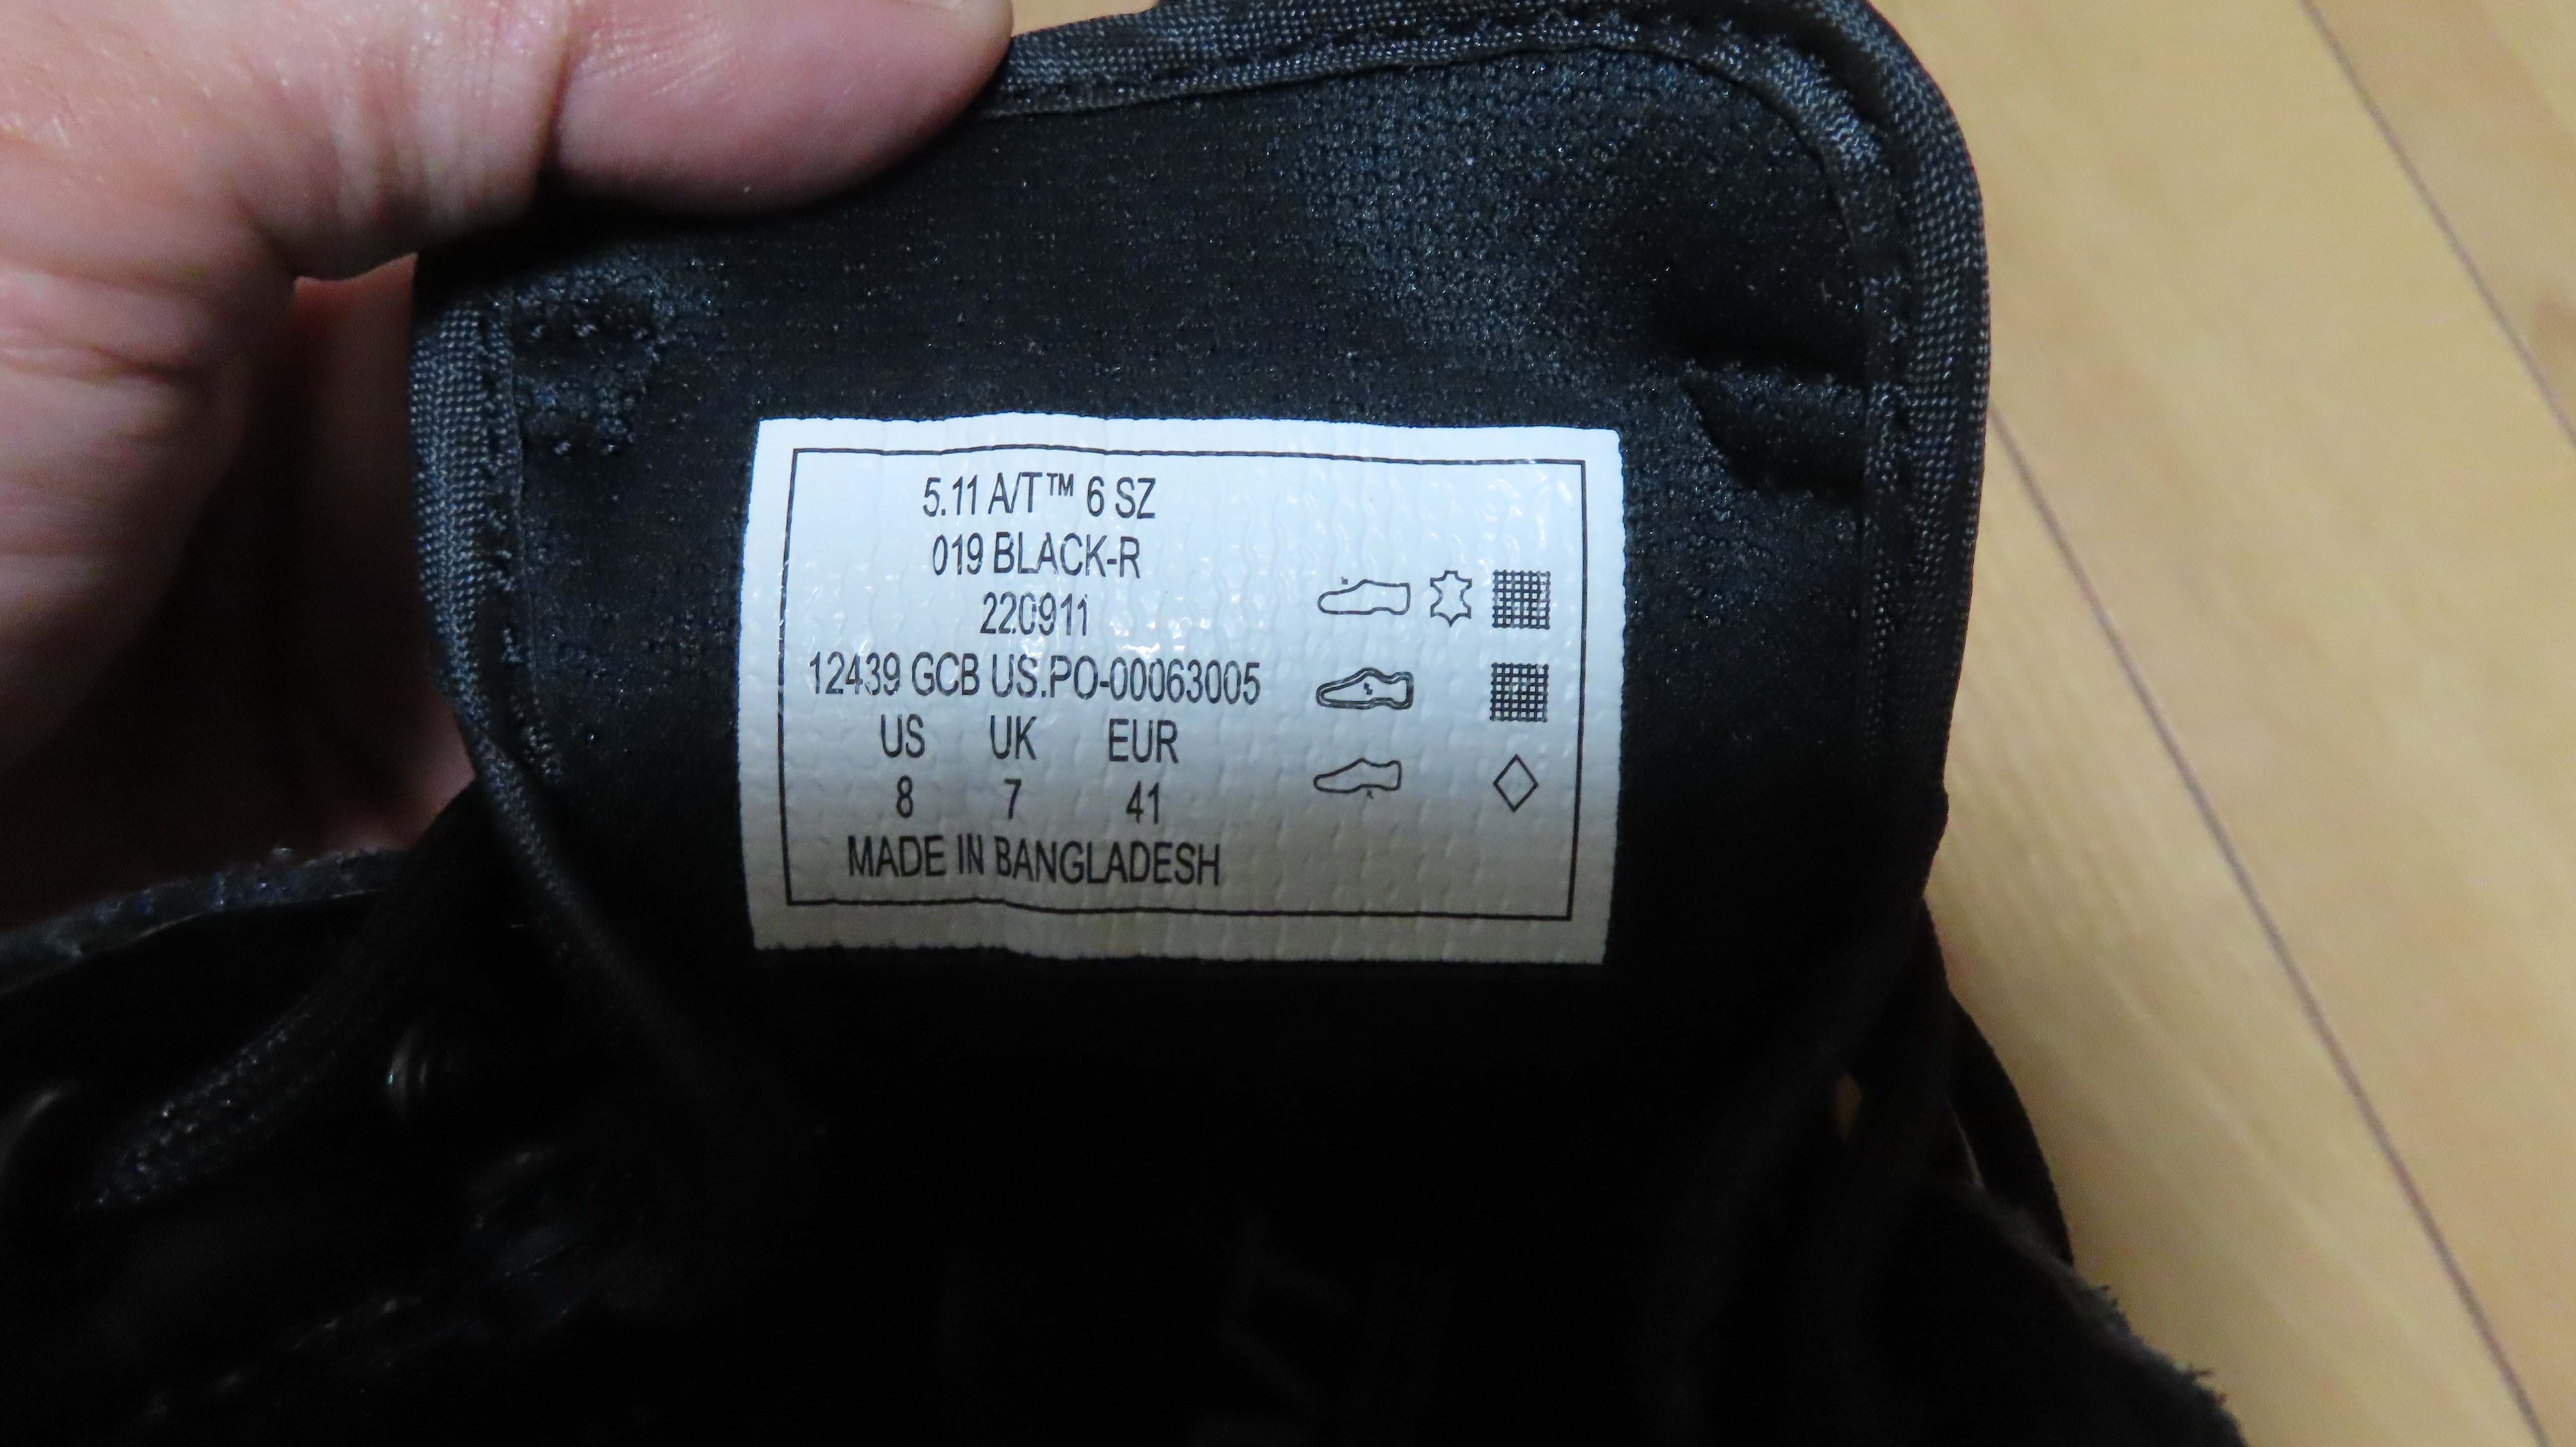 5.11 A/T™ 6 SZ
019 BLACK-R
220911
12439 GCB US.PO-00063005
US UK EUR
8 7 41
MADE IN BANGLADESH